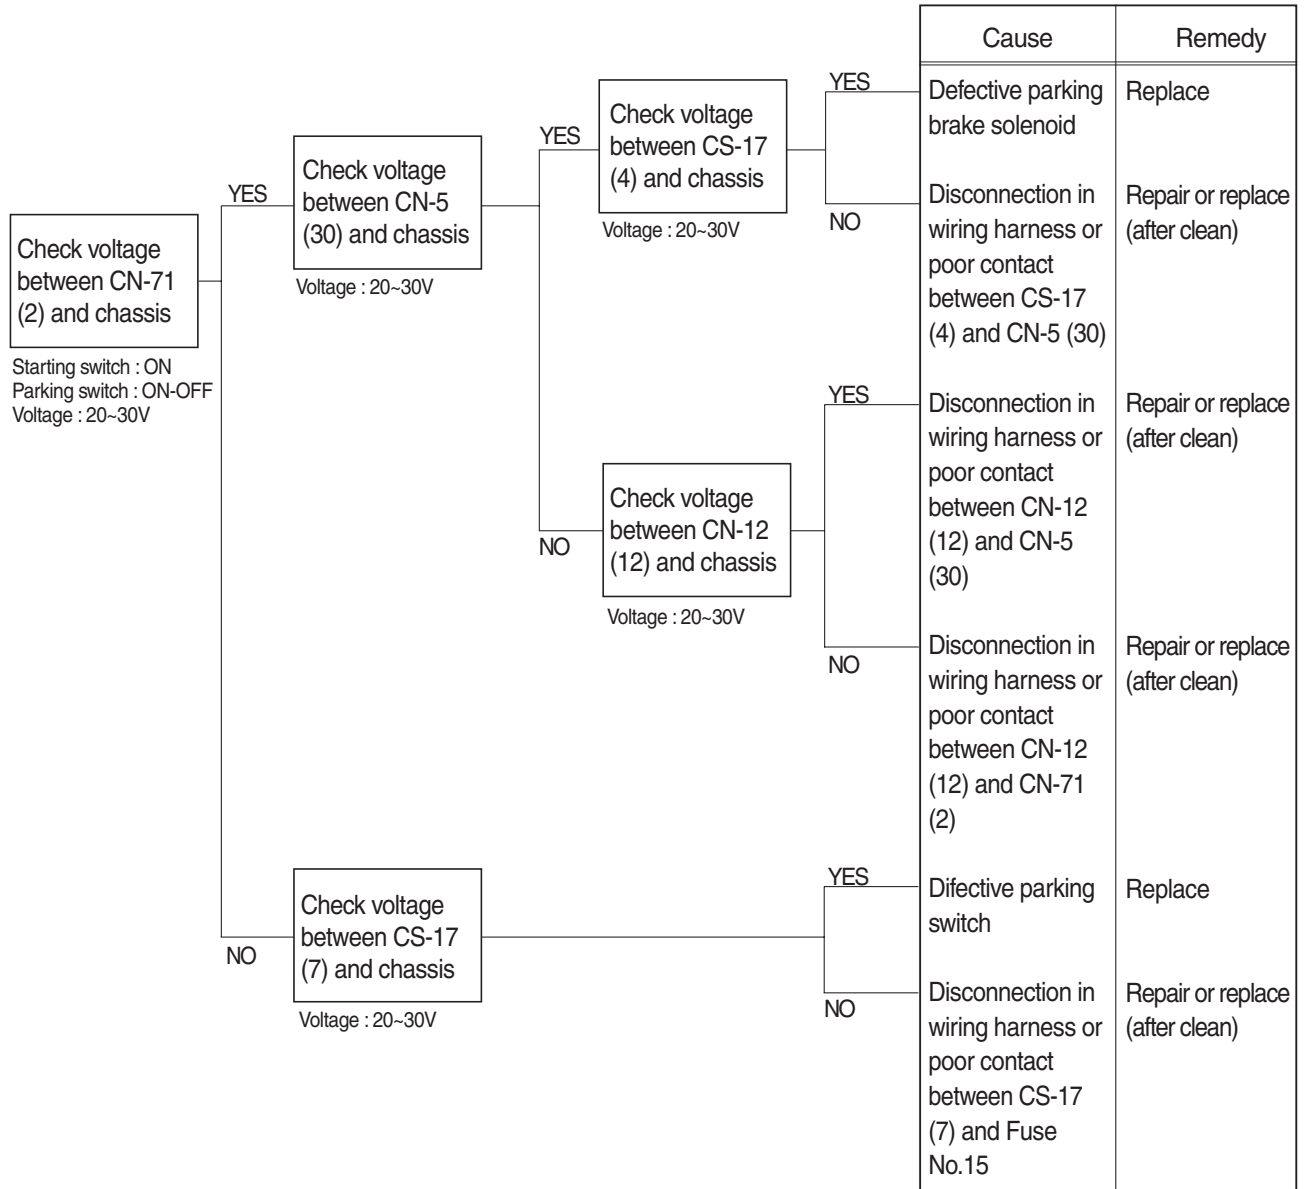 Check voltage
between CN-71
(2) and chassis
Starting switch : ON
Parking switch : ON-OFF
Voltage : 20~30V
YES
Check voltage
between CN-5
(30) and chassis
Voltage : 20~30V
YES
Check voltage
between CS-17
(4) and chassis
Voltage : 20~30V
YES
NO
NO
Check voltage
between CN-12
(12) and chassis
Voltage : 20~30V
YES
NO
NO
Check voltage
between CS-17
(7) and chassis
Voltage : 20~30V
YES
NO
Cause
Remedy
Defective parking
brake solenoid
Replace
Disconnection in
wiring harness or
poor contact
between CS-17
(4) and CN-5 (30)
Repair or replace
(after clean)
Disconnection in
wiring harness or
poor contact
between CN-12
(12) and CN-5
(30)
Repair or replace
(after clean)
Disconnection in
wiring harness or
poor contact
between CN-12
(12) and CN-71
(2)
Repair or replace
(after clean)
Difective parking
switch
Replace
Disconnection in
wiring harness or
poor contact
between CS-17
(7) and Fuse
No.15
Repair or replace
(after clean)